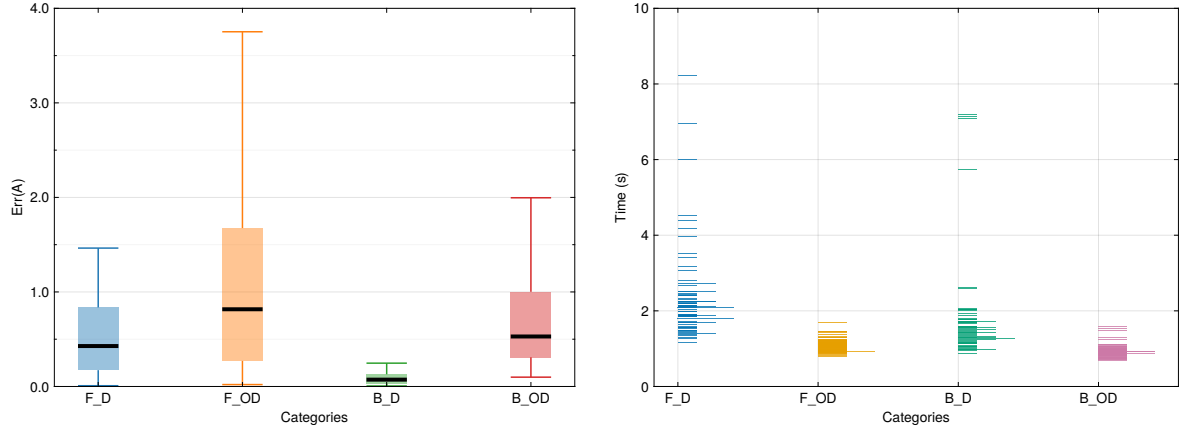 4.0
3.0
2.0
1.0
0.0
Err(A)
F_D
F_OD
B_D
B_OD
Categories
10
8
6
4
2
0
Time (s)
F_D
F_OD
B_D
B_OD
Categories